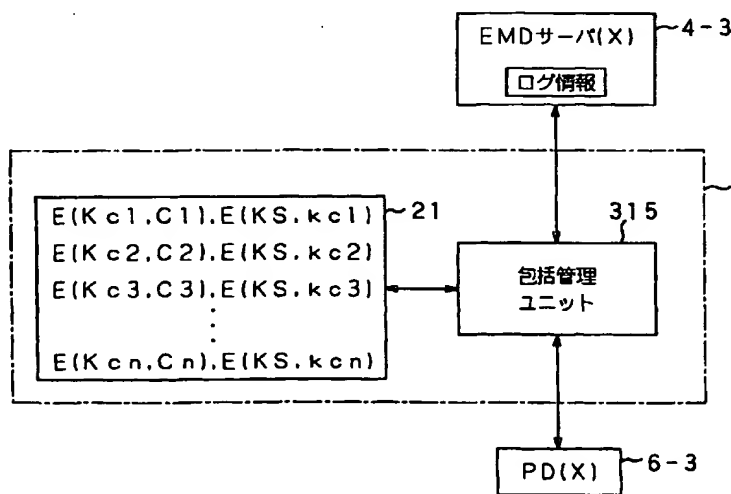 EMDサーバ(X)
4-3
ログ情報
E(Kc1,C1),E(KS,kc1)
21
E(Kc2,C2),E(KS,kc2)
E(Kc3,C3),E(KS,kc3)
⋮
E(Kcn,Cn),E(KS,kcn)
315
包括管理
ユニット
PD(X)
6-3